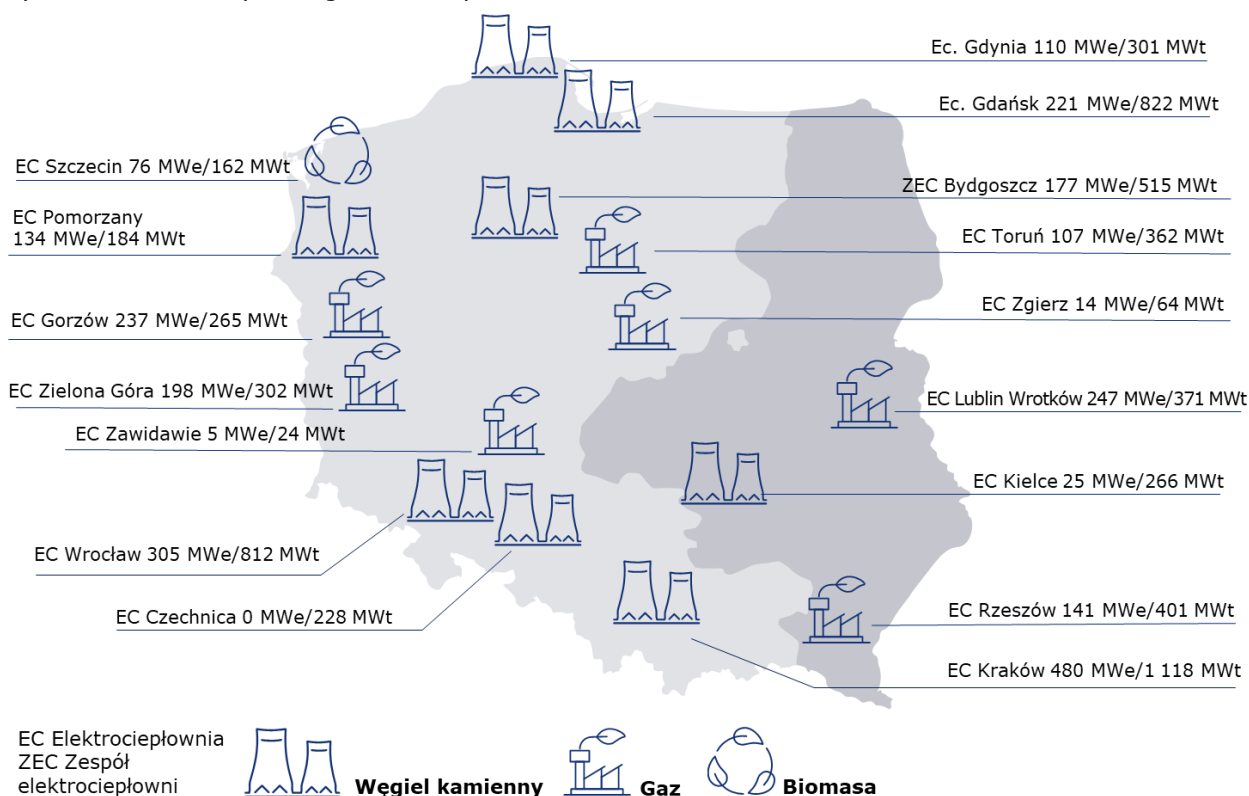 Ec. Gdynia 110 MWe/301 MWt
Ec. Gdańsk 221 MWe/822 MWt
EC Szczecin 76 MWe/162 MWt
ZEC Bydgoszcz 177 MWe/515 MWt
EC Pomorzany
134 MWe/184 MWt
EC Toruń 107 MWe/362 MWt
EC Zgierz 14 MWe/64 MWt
EC Gorzów 237 MWe/265 MWt
EC Zielona Góra 198 MWe/302 MWt
EC Lublin Wrotków 247 MWe/371 MWt
EC Zawidawie 5 MWe/24 MWt
EC Kielce 25 MWe/266 MWt
EC Wrocław 305 MWe/812 MWt
EC Czechnica 0 MWe/228 MWt
EC Rzeszów 141 MWe/401 MWt
EC Kraków 480 MWe/1 118 MWt
EC Elektrociepłownia
ZEC Zespół
elektrociepłowni
Węgiel kamienny
Gaz
Biomasa